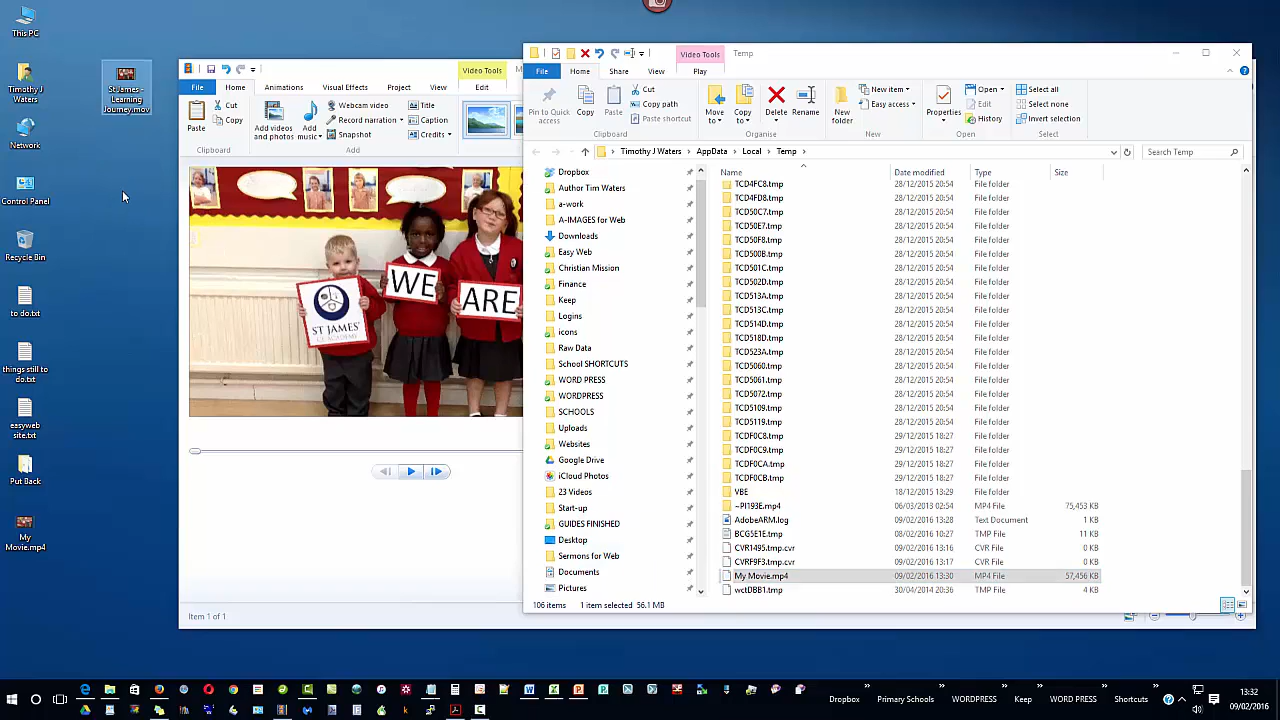 This PC
Timothy J
Waters
Network
Control Panel
Recycle Bin
to do.txt
things still to
do.txt
easyweb
site.txt
Put Back
My
Movie.mp4
StJames -
Learning
Journey.mov
Video Tools
File
Home
Animations
Visual Effects
Project
View
Edit
Paste
Cut
Copy
Clipboard
Add videos
and photos
Add
music
Webcam video
Record narration
Snapshot
Add
Title
Caption
Credits
ST JAMES'
WE
ARE
Item 1 of 1
Video Tools
Temp
File
Home
Share
View
Play
Pin to Quick
access
Copy
Paste
Cut
Copy path
Paste shortcut
Clipboard
Move
to
Copy
to
Delete
Rename
Organise
New
folder
New item
Easy access
New
Properties
Open
Edit
History
Open
Select all
Select none
Invert selection
Select
Timothy J Waters > AppData > Local > Temp >
Search Temp
Dropbox
Author Tim Waters
a-work
A-IMAGES for Web
Downloads
Easy Web
Christian Mission
Finance
Keep
Logins
icons
Raw Data
School SHORTCUTS
WORD PRESS
WORDPRESS
SCHOOLS
Uploads
Websites
Google Drive
iCloud Photos
23 Videos
Start-up
GUIDES FINISHED
Desktop
Sermons for Web
Documents
Pictures
Name Date modified Type Size
TCD4FC8.tmp 28/12/2015 20:54 File folder
TCD4FD8.tmp 28/12/2015 20:54 File folder
TCD50C7.tmp 28/12/2015 20:54 File folder
TCD50E7.tmp 28/12/2015 20:54 File folder
TCD50F8.tmp 28/12/2015 20:54 File folder
TCD500B.tmp 28/12/2015 20:54 File folder
TCD501C.tmp 28/12/2015 20:54 File folder
TCD502D.tmp 28/12/2015 20:54 File folder
TCD513A.tmp 28/12/2015 20:54 File folder
TCD513C.tmp 28/12/2015 20:54 File folder
TCD514D.tmp 28/12/2015 20:54 File folder
TCD518D.tmp 28/12/2015 20:54 File folder
TCD523A.tmp 28/12/2015 20:54 File folder
TCD5060.tmp 28/12/2015 20:54 File folder
TCD5061.tmp 28/12/2015 20:54 File folder
TCD5072.tmp 28/12/2015 20:54 File folder
TCD5109.tmp 28/12/2015 20:54 File folder
TCD5119.tmp 28/12/2015 20:54 File folder
TCDF0C8.tmp 29/12/2015 18:27 File folder
TCDF0C9.tmp 29/12/2015 18:27 File folder
TCDF0CA.tmp 29/12/2015 18:27 File folder
TCDF0CB.tmp 29/12/2015 18:27 File folder
VBE 18/12/2015 13:29 File folder
~PI193E.mp4 06/03/2013 02:54 MP4 File 75,453 KB
AdobeARM.log 09/02/2016 13:28 Text Document 1 KB
BCG5E1E.tmp 08/02/2016 10:27 TMP File 11 KB
CVR1495.tmp.cvr 09/02/2016 13:16 CVR File 0 KB
CVRF9F3.tmp.cvr 09/02/2016 13:17 CVR File 0 KB
My Movie.mp4 09/02/2016 13:30 MP4 File 57,456 KB
wctDBB1.tmp 30/04/2014 20:36 TMP File 4 KB
106 items 1 item selected 56.1 MB
Dropbox
Primary Schools
WORDPRESS
Keep
WORD PRESS
Shortcuts
13:32
09/02/2016